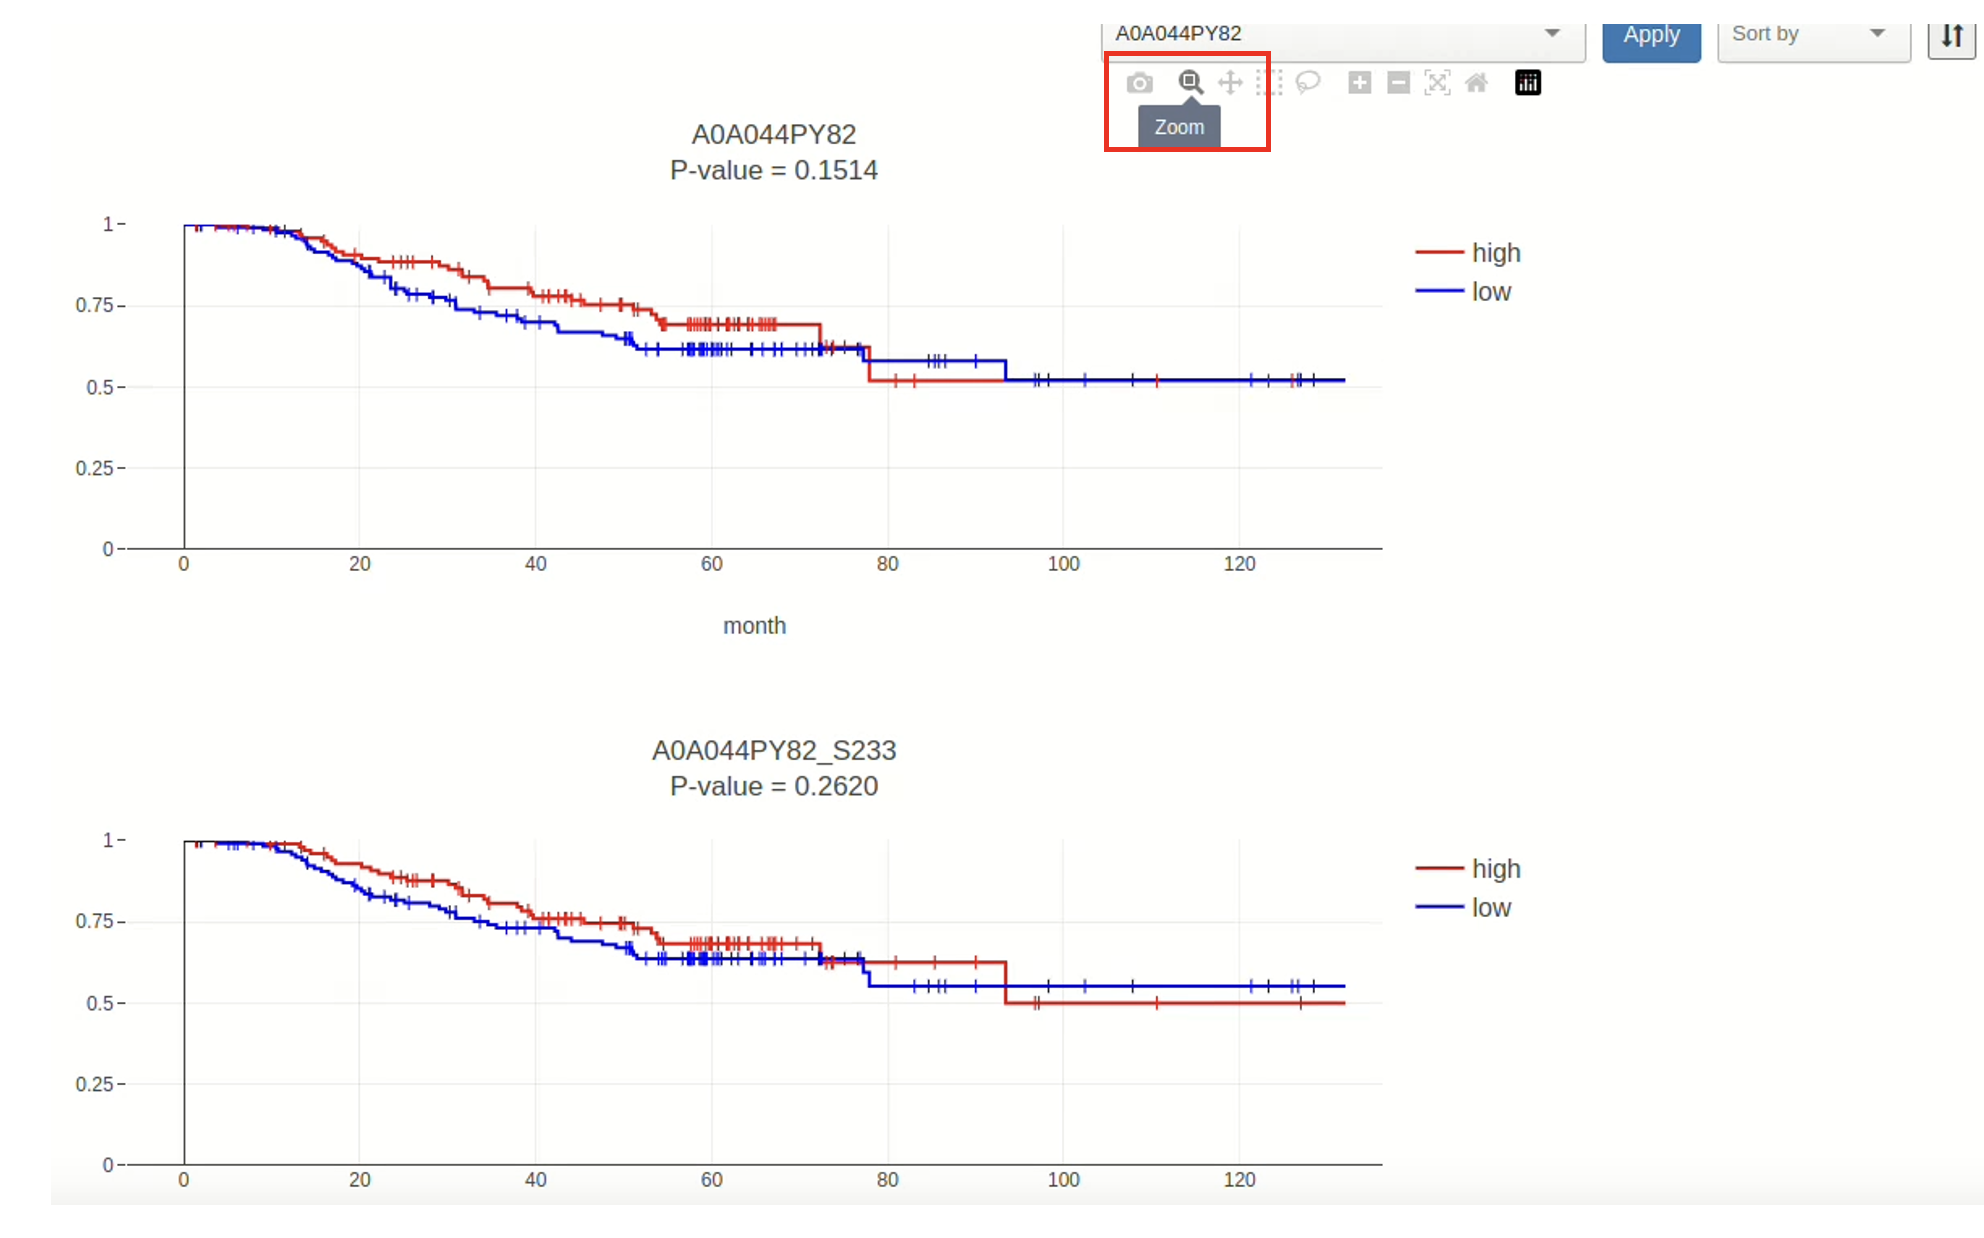 A0A044PY82
Apply
Sort by
Zoom
A0A044PY82
P-value = 0.1514
1
0.75
0.5
0.25
0
0 20 40 60 80 100 120
month
high
low
A0A044PY82_S233
P-value = 0.2620
1
0.75
0.5
0.25
0
0 20 40 60 80 100 120
high
low